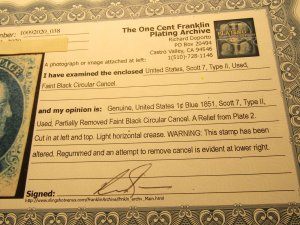 umber: 10092020_038
The One Cent Franklin
Plating Archive
Richard Doporto
PO Box 20494
Castro Valley, CA 94546
1(510)-728-1146
A photograph or image attached at left:
I have examined the enclosed United States, Scott 7, Type II, Used,
Faint Black Circular Cancel.
and my opinion is: Genuine, United States 1¢ Blue 1851, Scott 7, Type II,
Used, Partially Removed Faint Black Circular Cancel. A Relief from Plate 2.
Cut in at left and top. Light horizontal crease. WARNING: This stamp has been
altered. Regummed and an attempt to remove cancel is evident at lower right.
Signed: